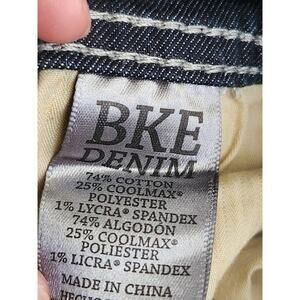 BKE
DENIM
74% COTTON
25% COOLMAX®
POLYESTER
1% LYCRA® SPANDEX
74% ALGODÓN
25% COOLMAX®
POLIESTER
1% LICRA® SPANDEX
MADE IN CHINA